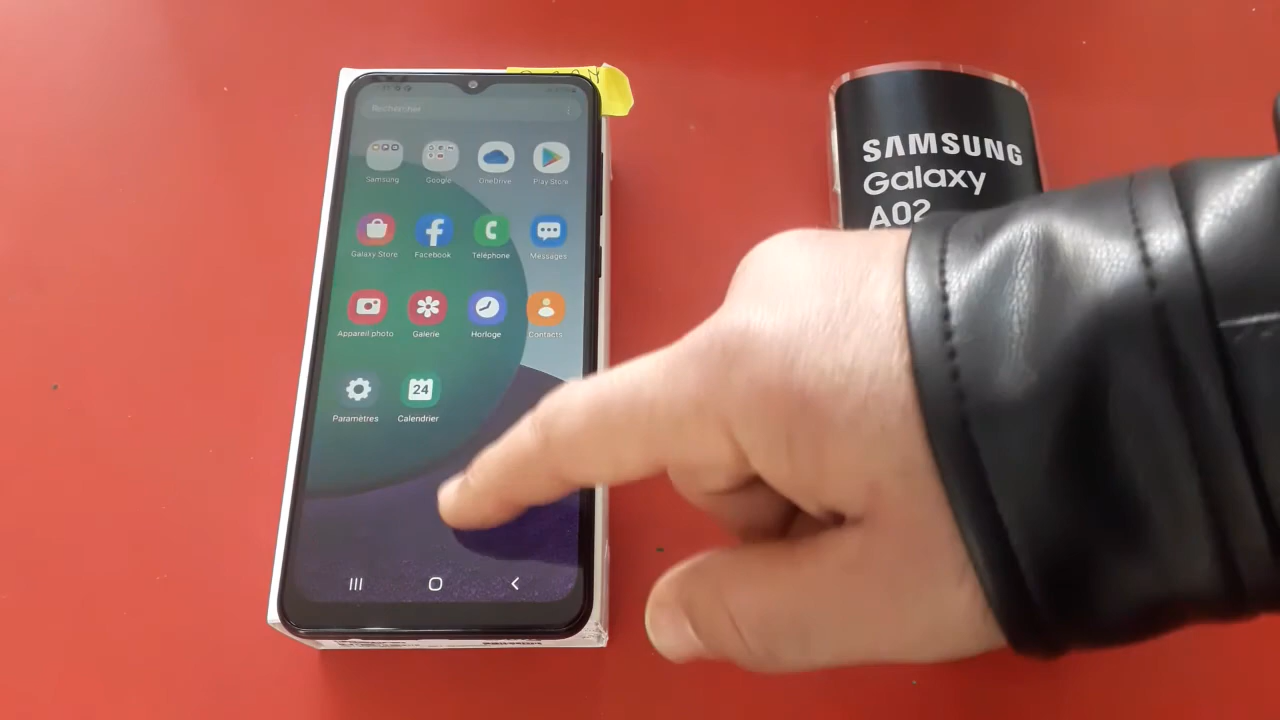 Rechercher
Samsung
Google
OneDrive
Play Store
Galaxy Store
Facebook
Téléphone
Messages
Appareil photo
Galerie
Horloge
Contacts
24
Paramètres
Calendrier
SAMSUNG
Galaxy
A02